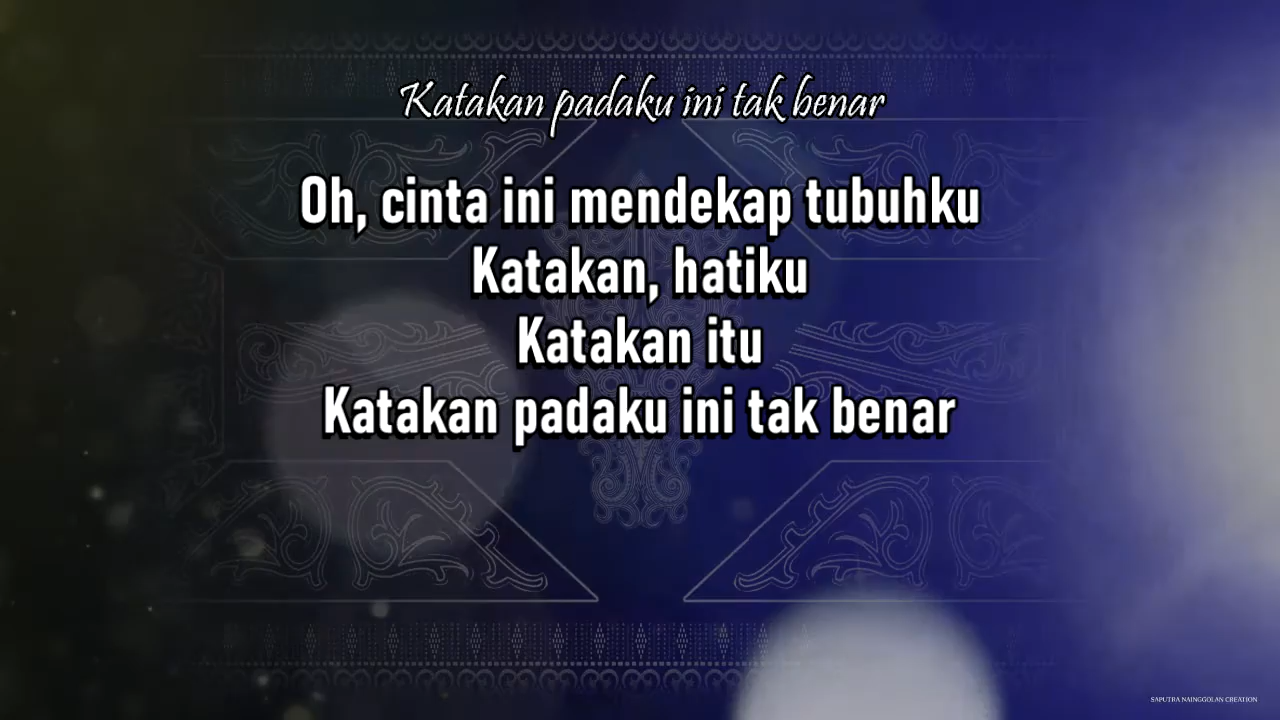 Katakan padaku ini tak benar
Oh, cinta ini mendekap tubuhku
Katakan, hatiku
Katakan itu
Katakan padaku ini tak benar
SAPUTRA NAINGGOLAN CREATION